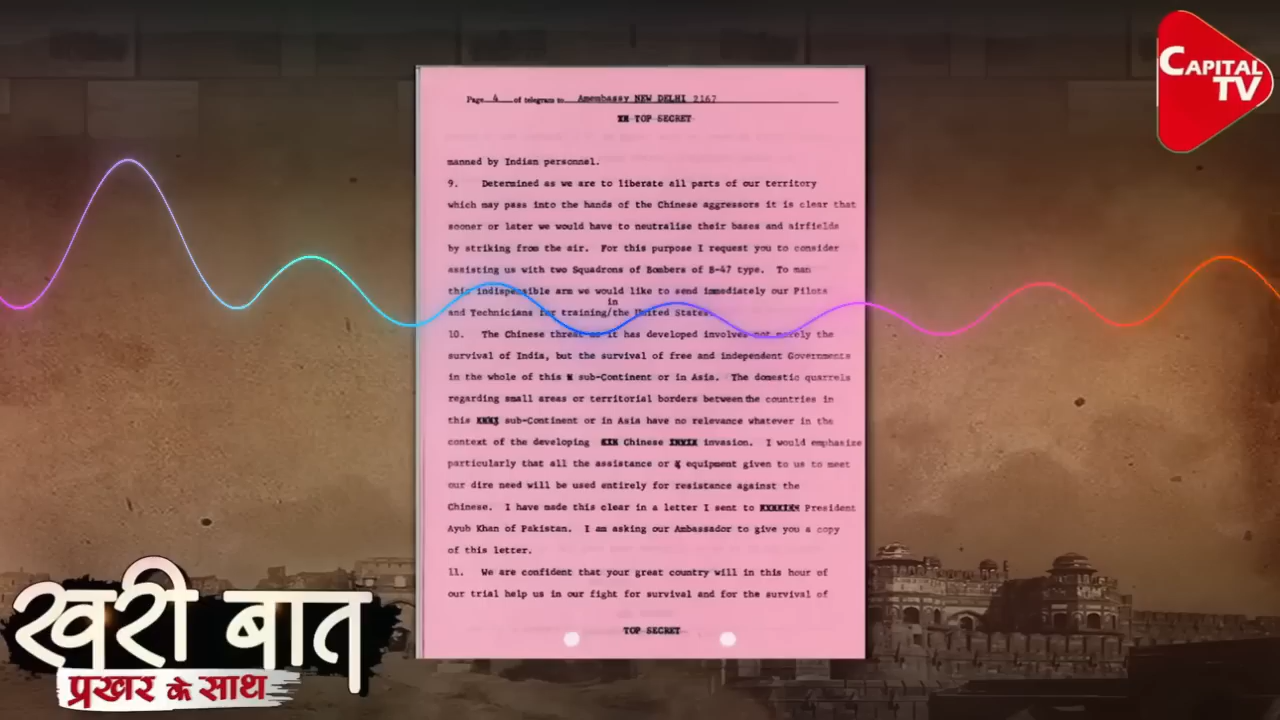 CAPITAL
TV
Page 4 of telegram to Amembassy NEW DELHI 2167
TOP SECRET
manned by Indian personnel.
9. Determined as we are to liberate all parts of our territory
which may pass into the hands of the Chinese aggressors it is clear that
sooner or later we would have to neutralise their bases and airfields
by striking from the air. For this purpose I request you to consider
assisting us with two Squadrons of Bombers of B-47 type. To man
this indispensible arm we would like to send immediately our Pilots
in
and Technicians for training/the United States.
10. The Chinese threat as it has developed involves not merely the
survival of India, but the survival of free and independent Governments
in the whole of this sub-Continent or in Asia. The domestic quarrels
regarding small areas or territorial borders between the countries in
this sub-Continent or in Asia have no relevance whatever in the
context of the developing Chinese invasion. I would emphasize
particularly that all the assistance or equipment given to us to meet
our dire need will be used entirely for resistance against the
Chinese. I have made this clear in a letter I sent to President
Ayub Khan of Pakistan. I am asking our Ambassador to give you a copy
of this letter.
11. We are confident that your great country will in this hour of
our trial help us in our fight for survival and for the survival of
TOP SECRET
खरी बात
प्रखर के साथ